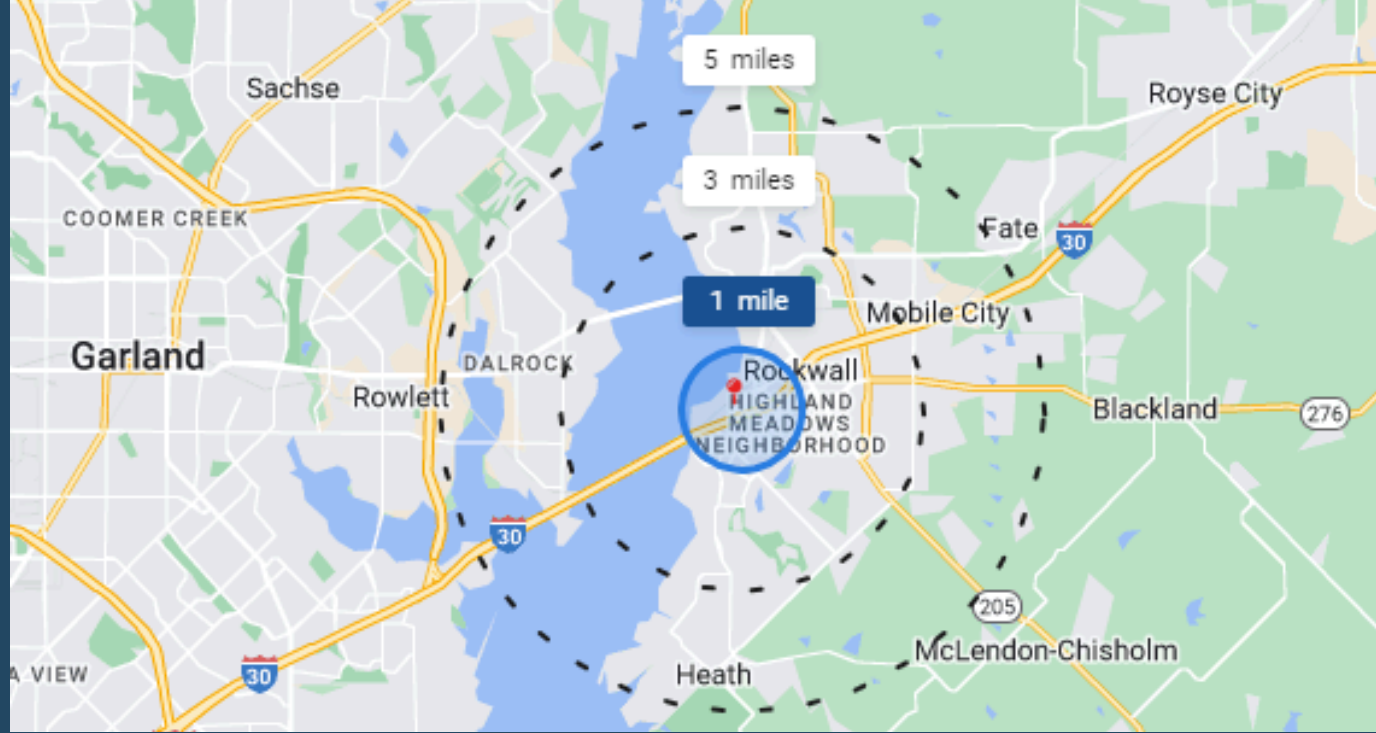 5 miles
Sachse
Royse City
3 miles
COOMER CREEK
Fate
30
1 mile
Mobile City
Garland
DALROCK
Rockwall
Rowlett
HIGHLAND
MEADOWS
NEIGHBORHOOD
Blackland
276
30
205
McLendon-Chisholm
A VIEW
30
Heath